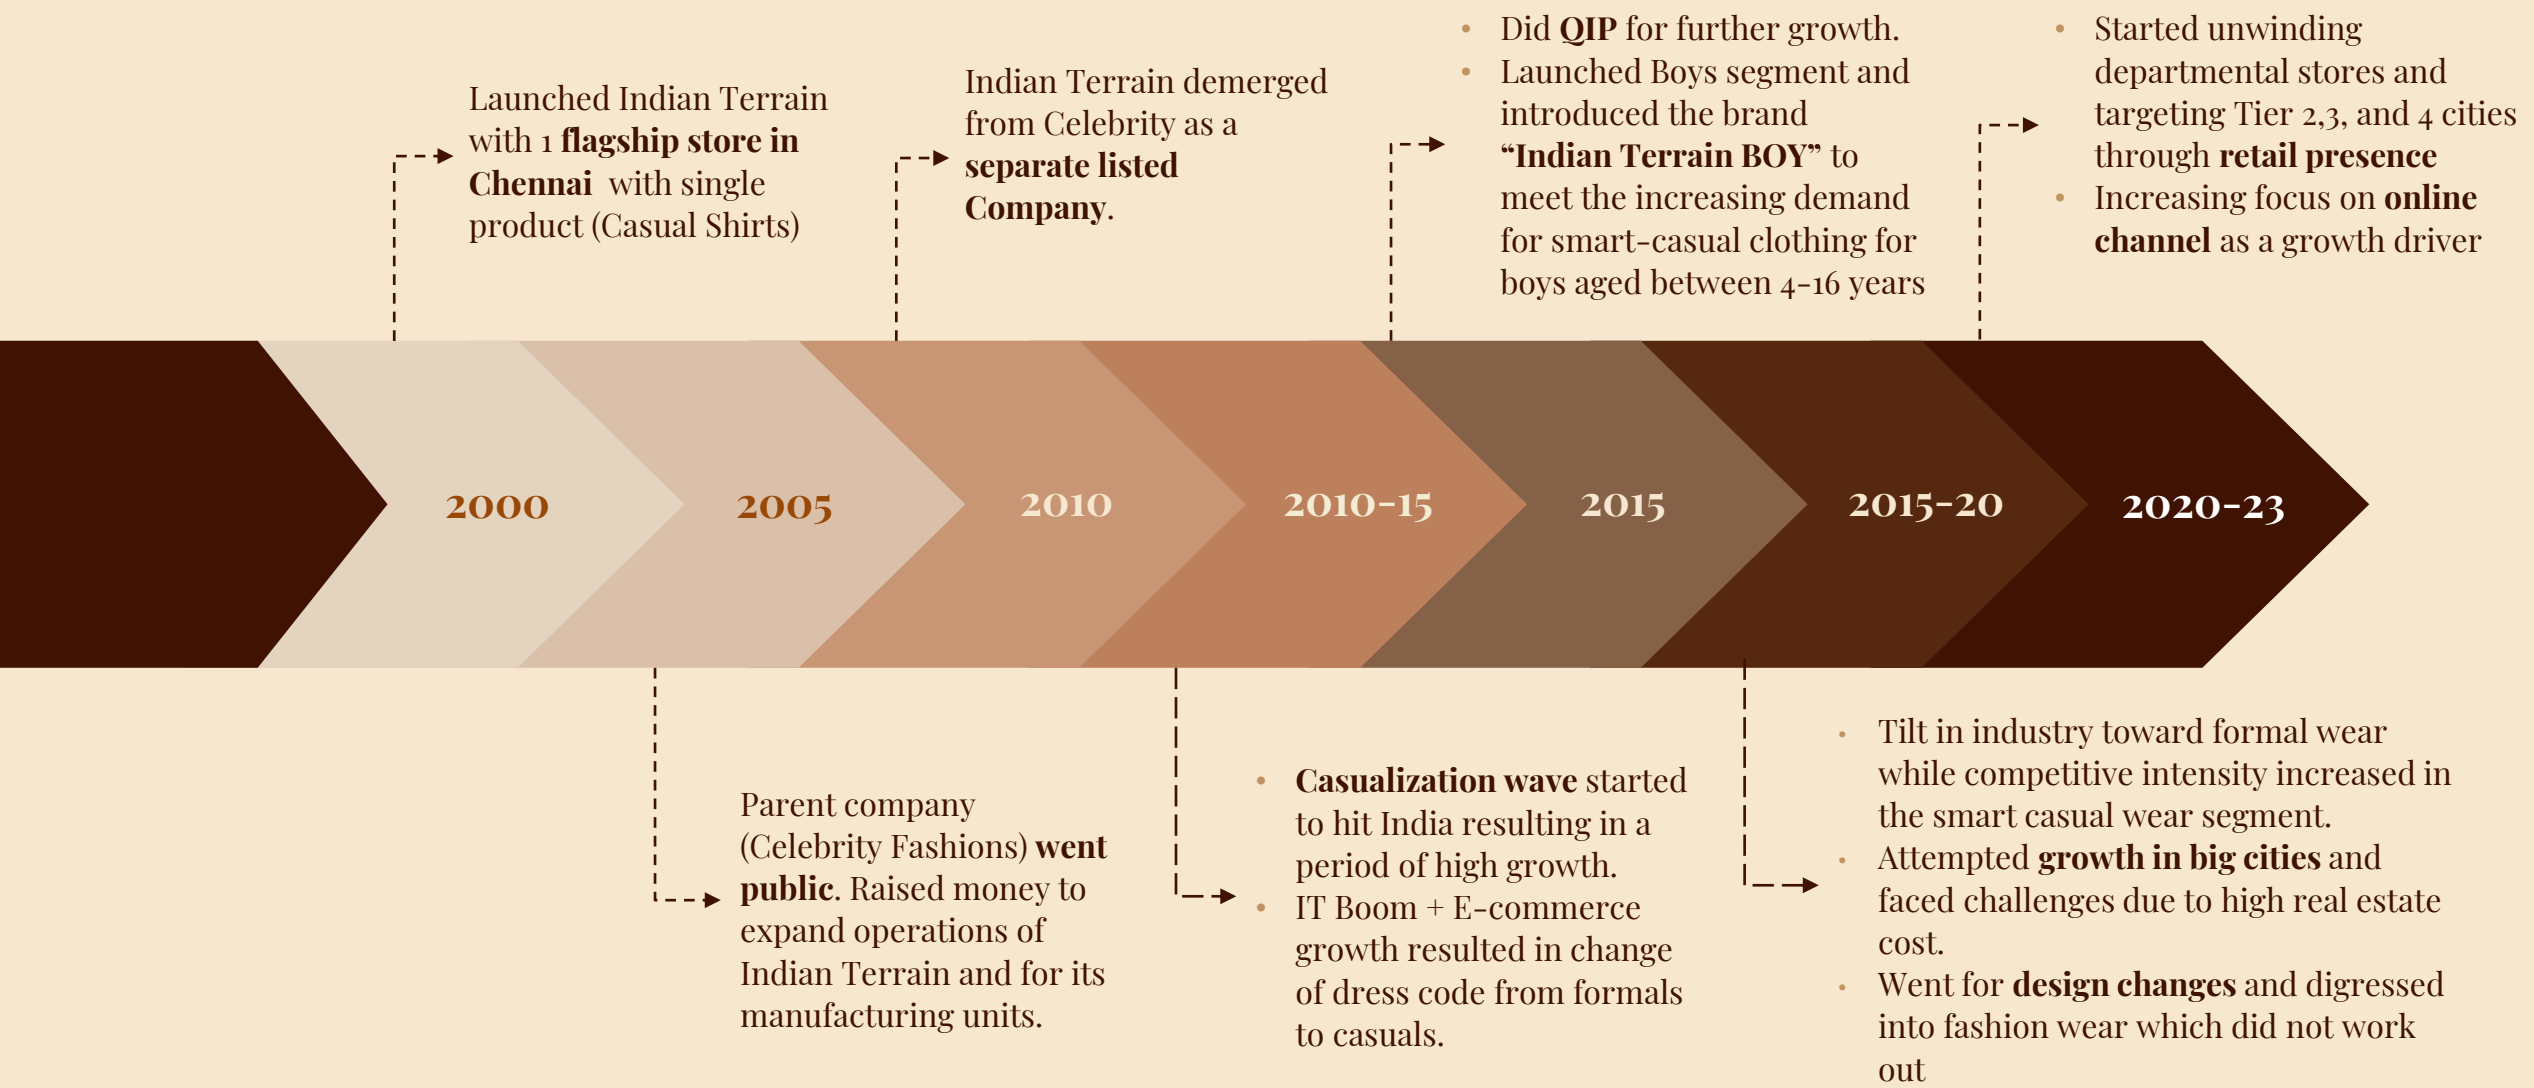 Launched Indian Terrain
with 1 flagship store in
Chennai with single
product (Casual Shirts)
Indian Terrain demerged
from Celebrity as a
separate listed
Company.
• Did QIP for further growth.
• Launched Boys segment and
introduced the brand
“Indian Terrain BOY” to
meet the increasing demand
for smart-casual clothing for
boys aged between 4-16 years
• Started unwinding
departmental stores and
targeting Tier 2,3, and 4 cities
through retail presence
• Increasing focus on online
channel as a growth driver
2000
2005
2010
2010-15
2015
2015-20
2020-23
Parent company
(Celebrity Fashions) went
public. Raised money to
expand operations of
Indian Terrain and for its
manufacturing units.
• Casualization wave started
to hit India resulting in a
period of high growth.
• IT Boom + E-commerce
growth resulted in change
of dress code from formals
to casuals.
• Tilt in industry toward formal wear
while competitive intensity increased in
the smart casual wear segment.
• Attempted growth in big cities and
faced challenges due to high real estate
cost.
• Went for design changes and digressed
into fashion wear which did not work
out